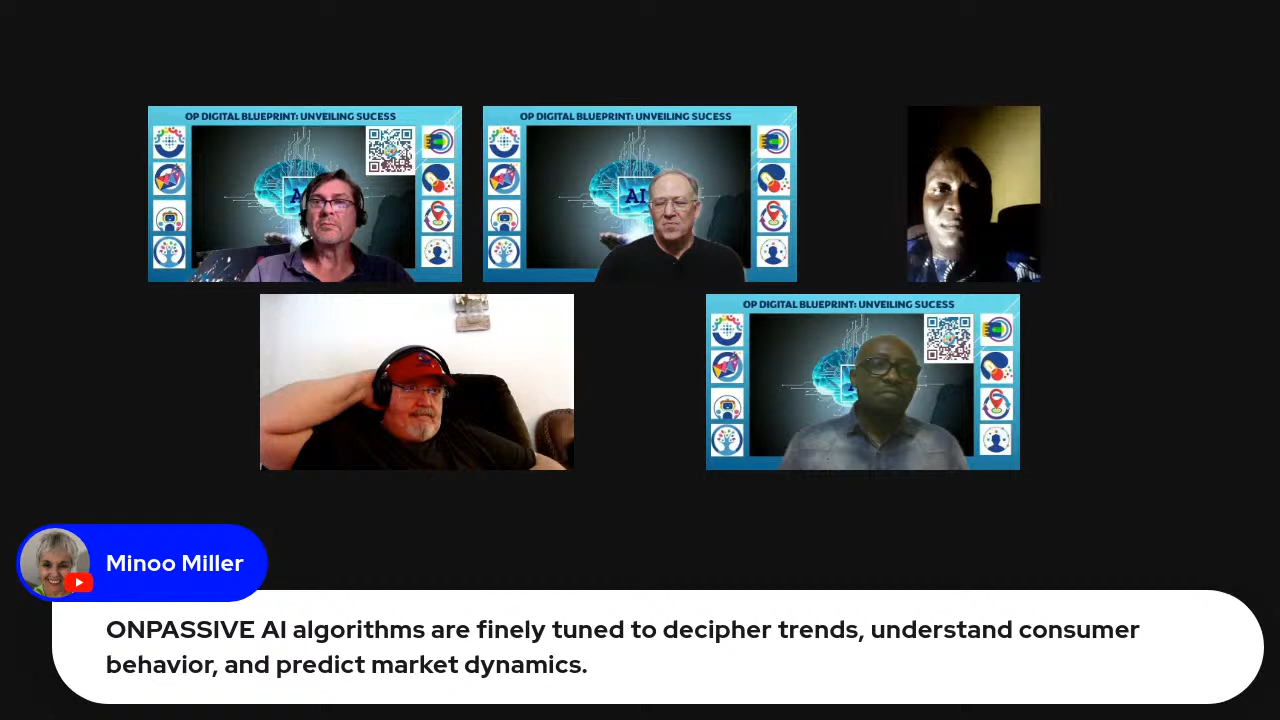 OP DIGITAL BLUEPRINT: UNVEILING SUCESS
OP DIGITAL BLUEPRINT: UNVEILING SUCESS
AI
OP DIGITAL BLUEPRINT: UNVEILING SUCESS
Minoo Miller
ONPASSIVE AI algorithms are finely tuned to decipher trends, understand consumer
behavior, and predict market dynamics.